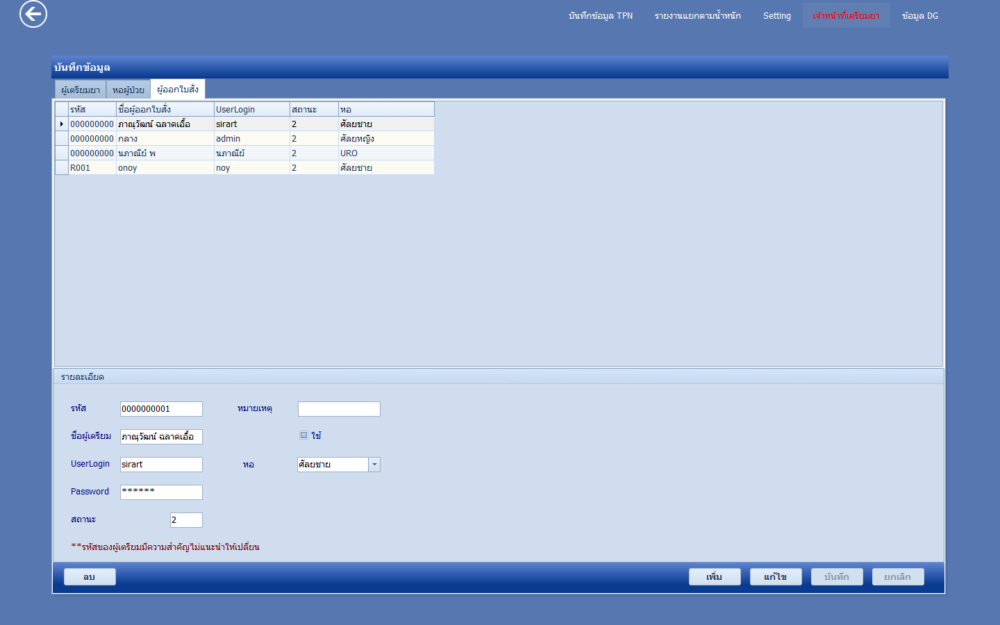 บันทึกข้อมูล TPN รายงานแยกตามน้ำหนัก Setting เจ้าหน้าที่เตรียมยา ข้อมูล DG
บันทึกข้อมูล
ผู้เตรียมยา หอผู้ป่วย ผู้ออกใบสั่ง
รหัส ชื่อผู้ออกใบสั่ง UserLogin สถานะ หอ
000000000 ภาณุวัฒน์ ฉลาดเอื้อ sirart 2 ศัลยชาย
000000000 กลาง admin 2 ศัลยหญิง
000000000 นภาณีย์ พ นภาณีย์ 2 URO
R001 onoy noy 2 ศัลยชาย
รายละเอียด
รหัส 0000000001 หมายเหตุ
ชื่อผู้เตรียม ภาณุวัฒน์ ฉลาดเอื้อ ใช้
UserLogin sirart หอ ศัลยชาย
Password ******
สถานะ 2
**รหัสของผู้เตรียมมีความสำคัญไม่แนะนำให้เปลี่ยน
ลบ เพิ่ม แก้ไข บันทึก ยกเลิก